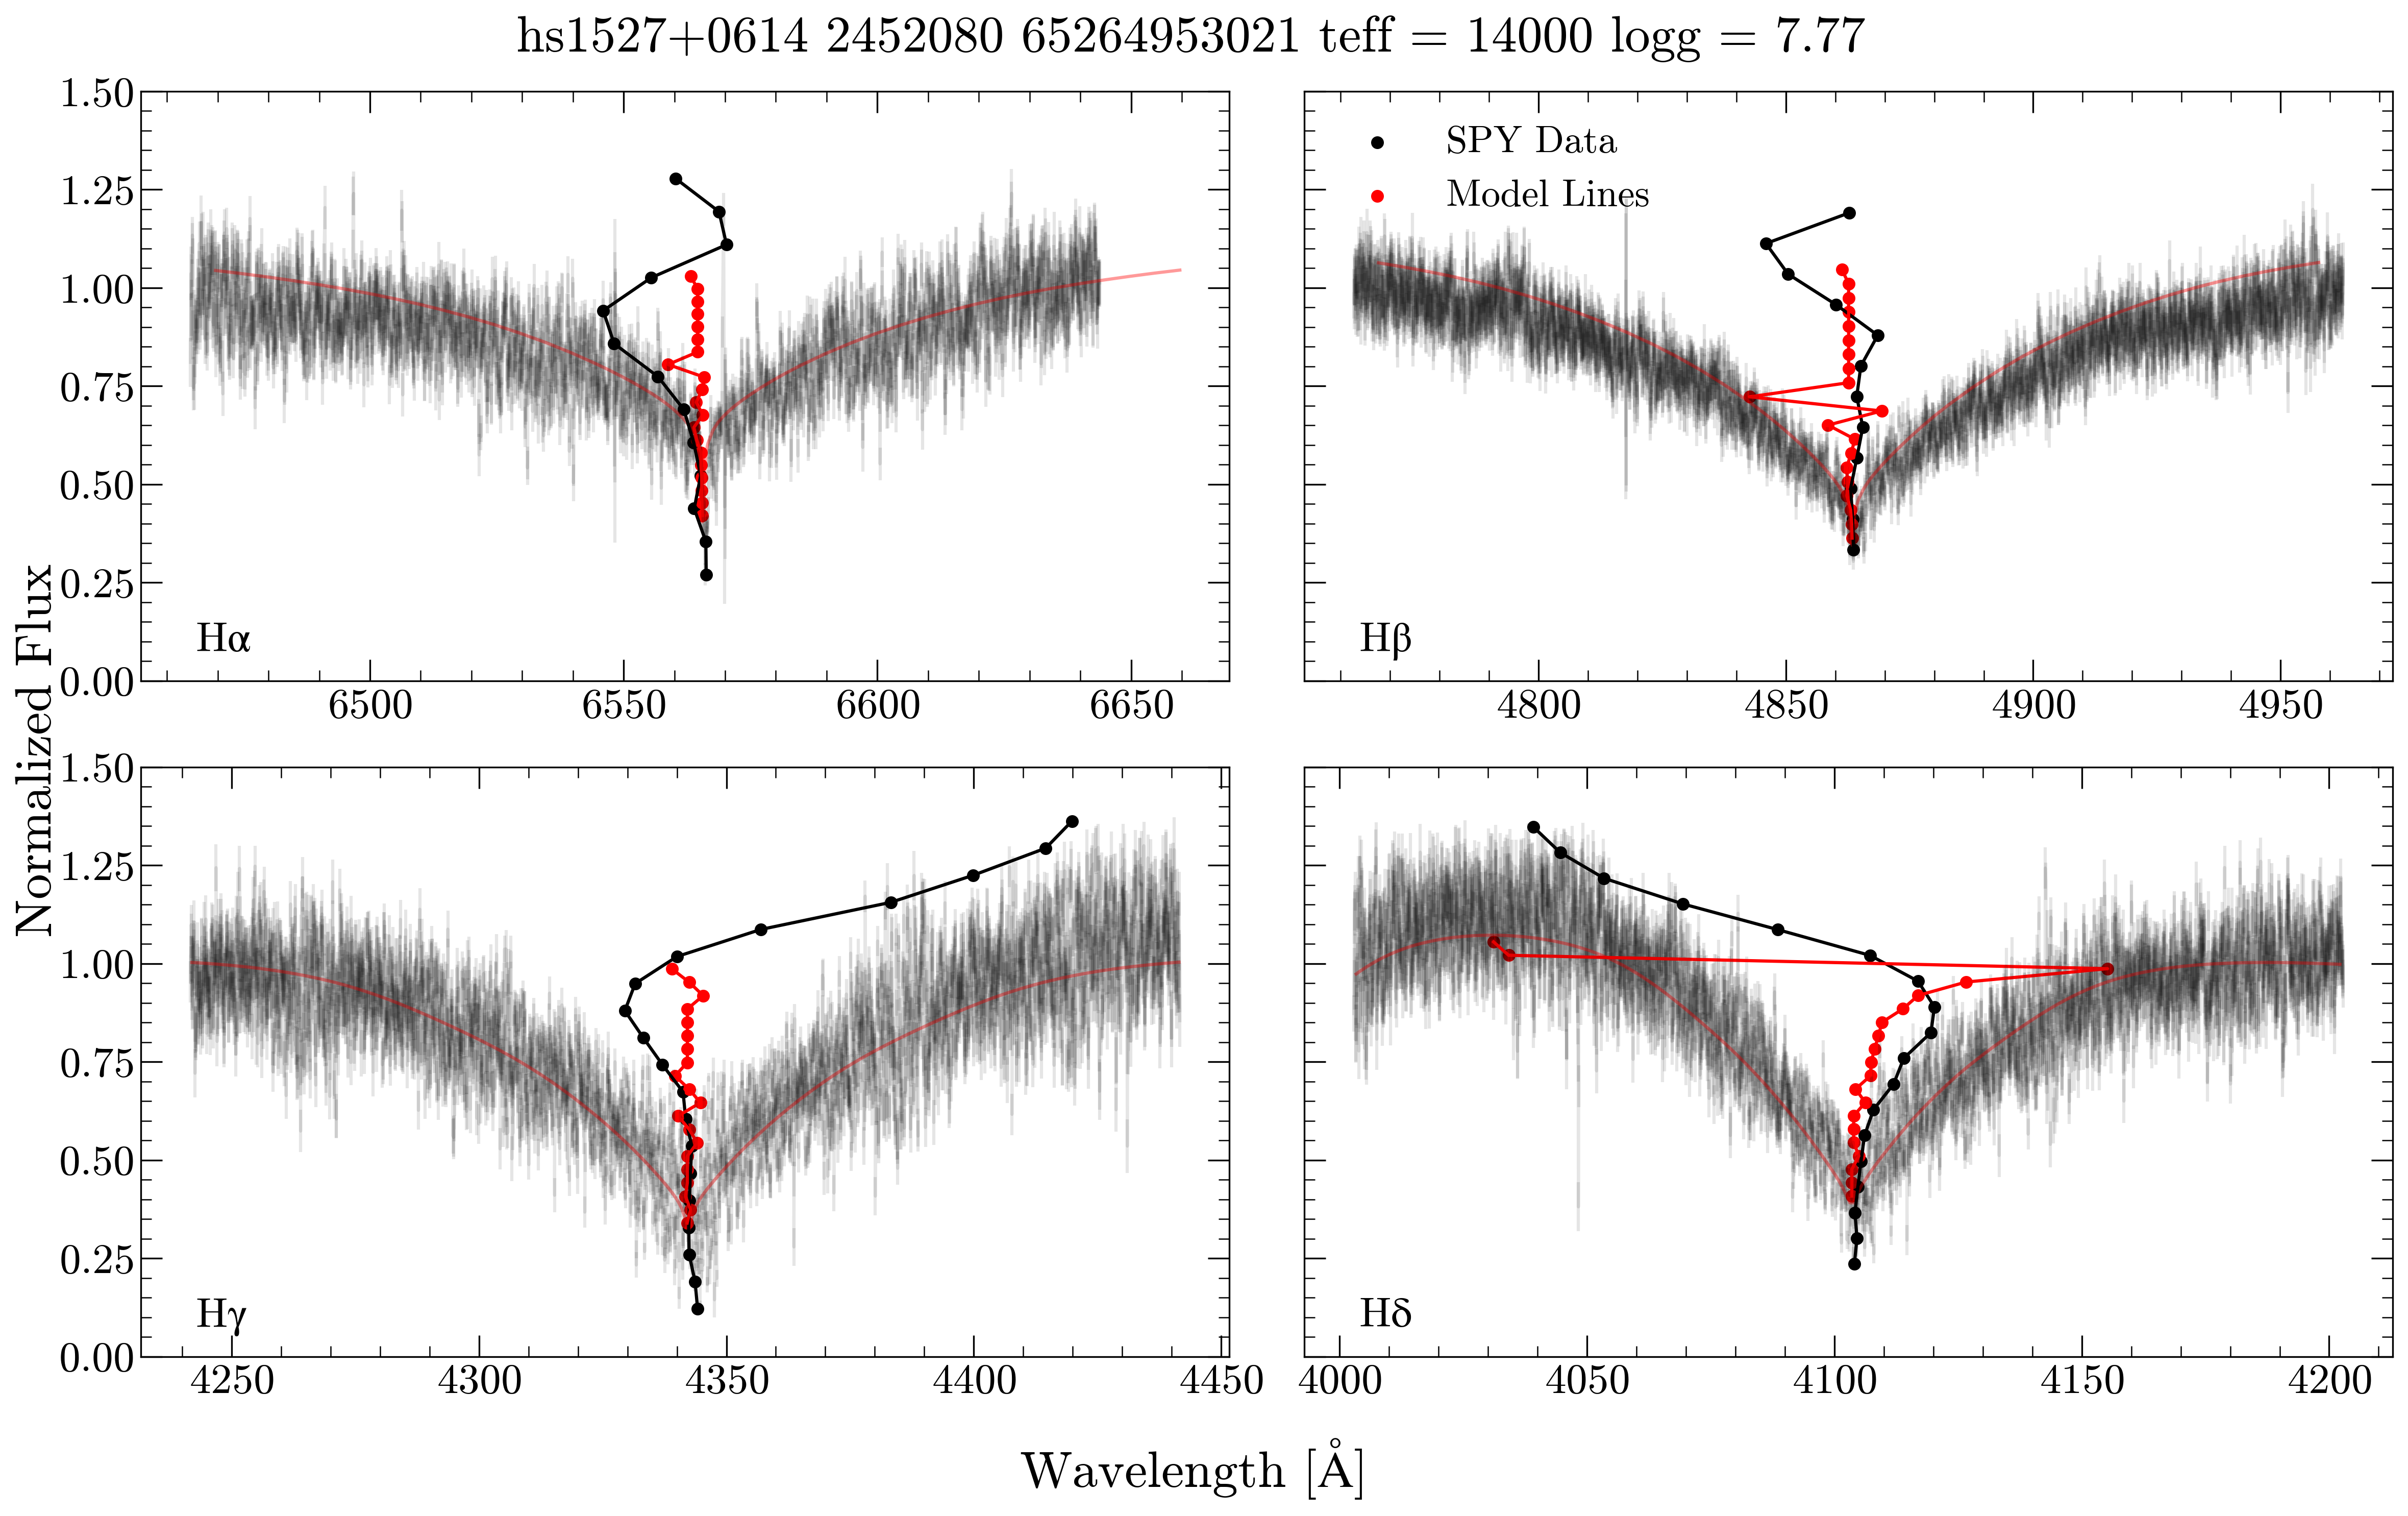 hs1527+0614 2452080 65264953021 teff = 14000 logg = 7.77
Normalized Flux
1.50
1.25
1.00
0.75
0.50
0.25
0.00
Hα
6500 6550 6600 6650
SPY Data
Model Lines
Hβ
4800 4850 4900 4950
1.50
1.25
1.00
0.75
0.50
0.25
0.00
Hγ
4250 4300 4350 4400 4450
Hδ
4000 4050 4100 4150 4200
Wavelength [Å]